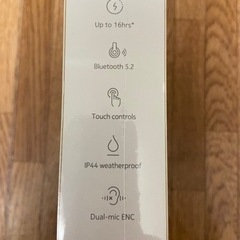 Up to 16hrs*
Bluetooth 5.2
Touch controls
IP44 weatherproof
Dual-mic ENC